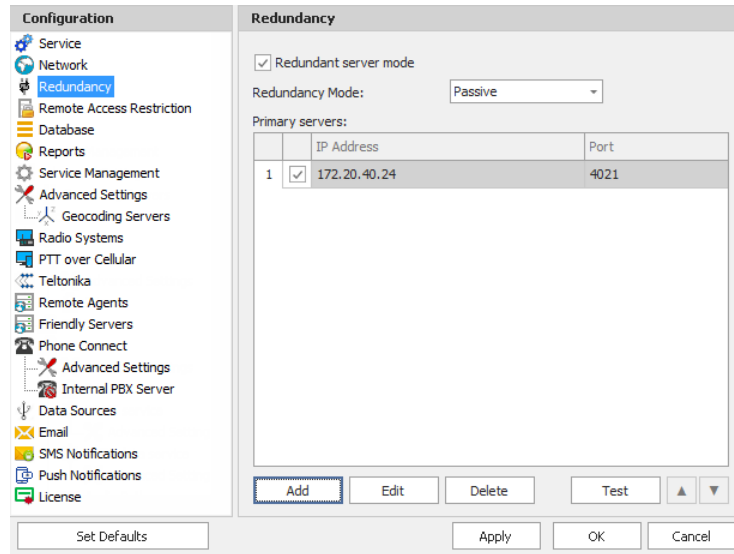 Configuration
Service
Network
Redundancy
Remote Access Restriction
Database
Reports
Service Management
Advanced Settings
Geocoding Servers
Radio Systems
PTT over Cellular
Teltonika
Remote Agents
Friendly Servers
Phone Connect
Advanced Settings
Internal PBX Server
Data Sources
Email
SMS Notifications
Push Notifications
License
Set Defaults
Redundancy
Redundant server mode
Redundancy Mode: Passive
Primary servers:
IP Address Port
1 172.20.40.24 4021
Add Edit Delete Test
Apply OK Cancel